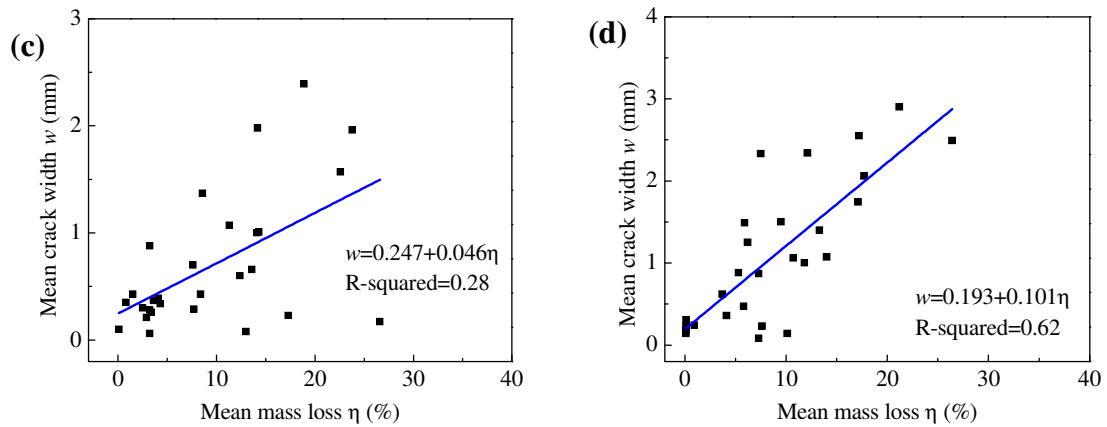 (c)
Mean crack width w (mm)
3
2
1
0
w=0.247+0.046η
R-squared=0.28
0 10 20 30 40
Mean mass loss η (%)
(d)
Mean crack width w (mm)
4
3
2
1
0
w=0.193+0.101η
R-squared=0.62
0 10 20 30 40
Mean mass loss η (%)